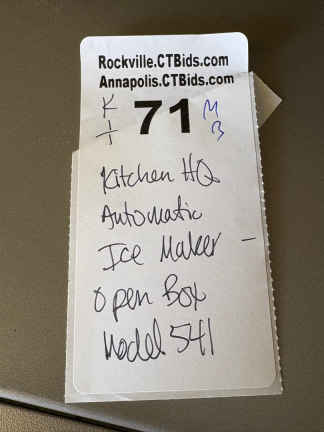 Rockville.CTBids.com
Annapolis.CTBids.com
K 71 M
I B
Kitchen HQ
Automatic
Ice Maker -
Open Box
Model 541